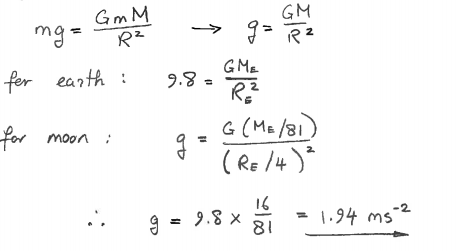 mg = GmM/R² → g = GM/R²
for earth : 9.8 = GM_E/R_E²
for moon : g = G(M_E/81)/(R_E/4)²
∴ g = 9.8 × 16/81 = 1.94 ms⁻²